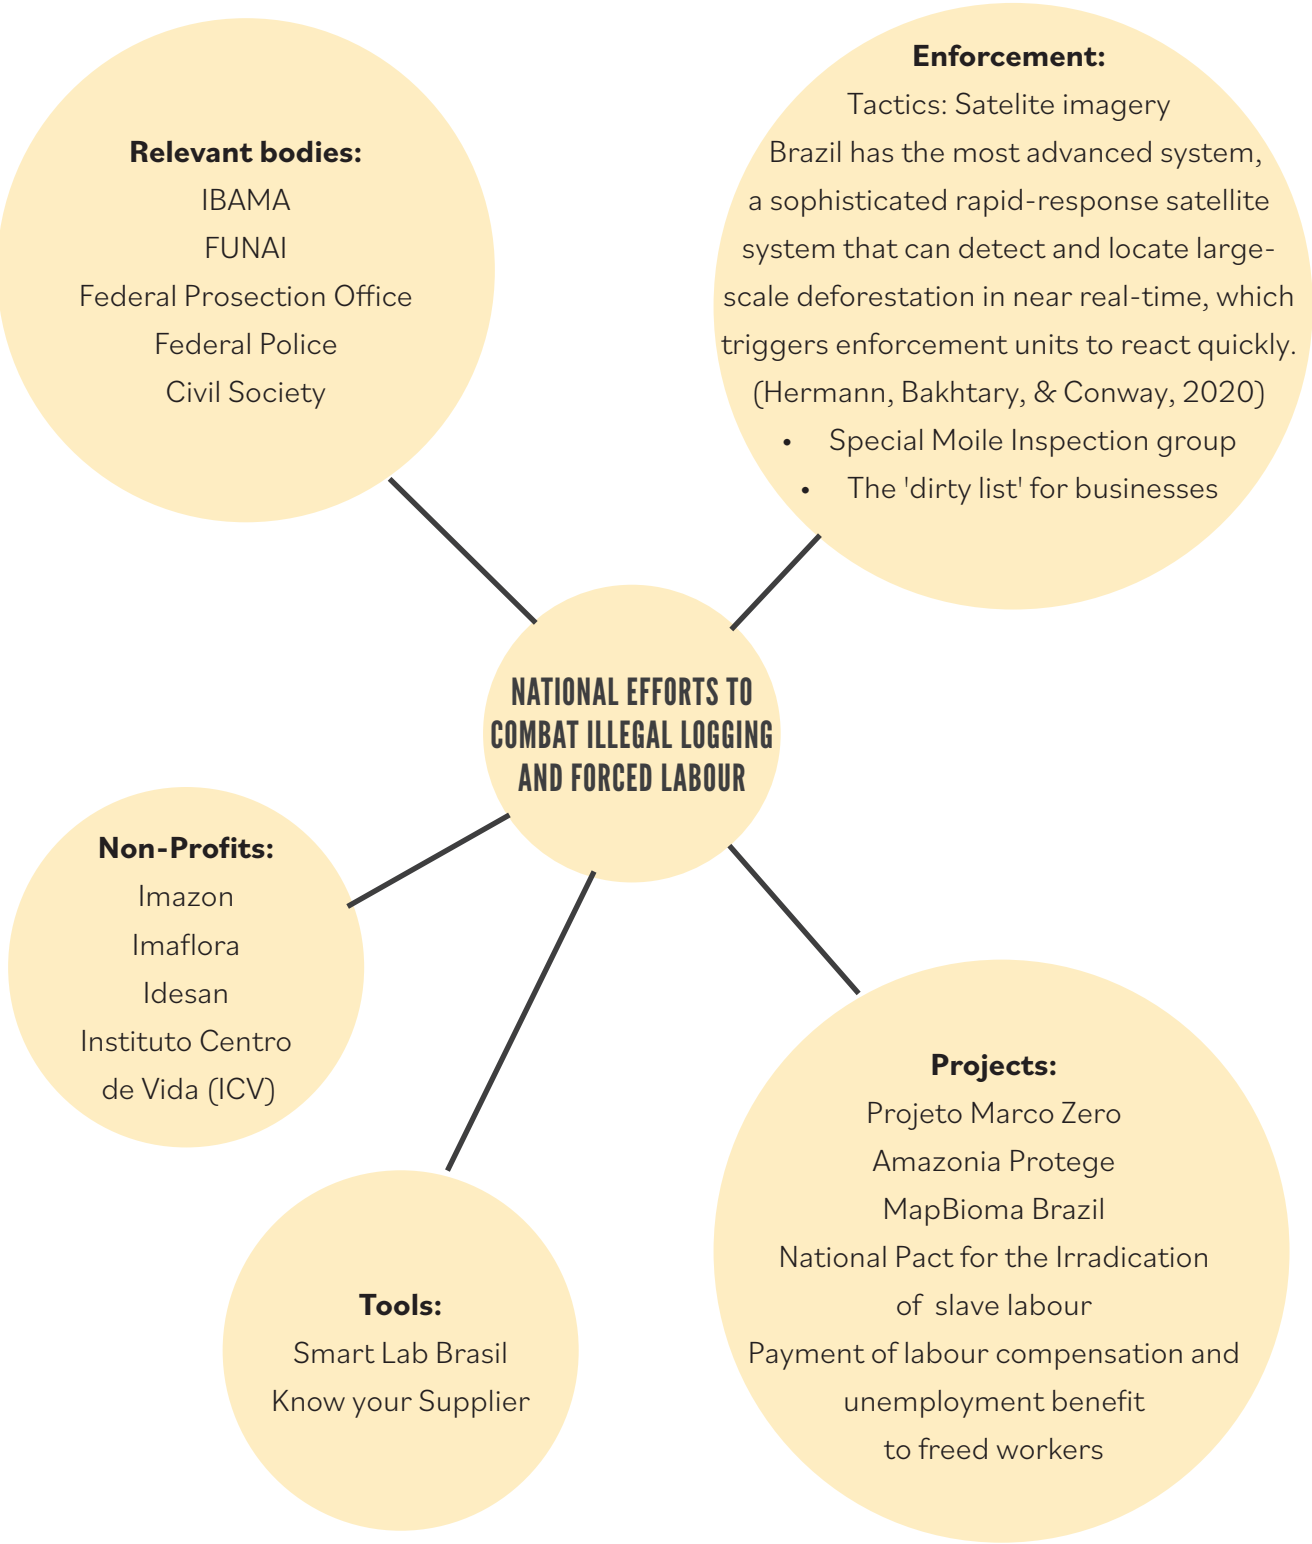 Relevant bodies:
IBAMA
FUNAI
Federal Prosection Office
Federal Police
Civil Society
Enforcement:
Tactics: Satelite imagery
Brazil has the most advanced system,
a sophisticated rapid-response satellite
system that can detect and locate large-
scale deforestation in near real-time, which
triggers enforcement units to react quickly.
(Hermann, Bakhtary, & Conway, 2020)
• Special Moile Inspection group
• The 'dirty list' for businesses
NATIONAL EFFORTS TO
COMBAT ILLEGAL LOGGING
AND FORCED LABOUR
Non-Profits:
Imazon
Imaflora
Idesan
Instituto Centro
de Vida (ICV)
Tools:
Smart Lab Brasil
Know your Supplier
Projects:
Projeto Marco Zero
Amazonia Protege
MapBioma Brazil
National Pact for the Irradication
of slave labour
Payment of labour compensation and
unemployment benefit
to freed workers